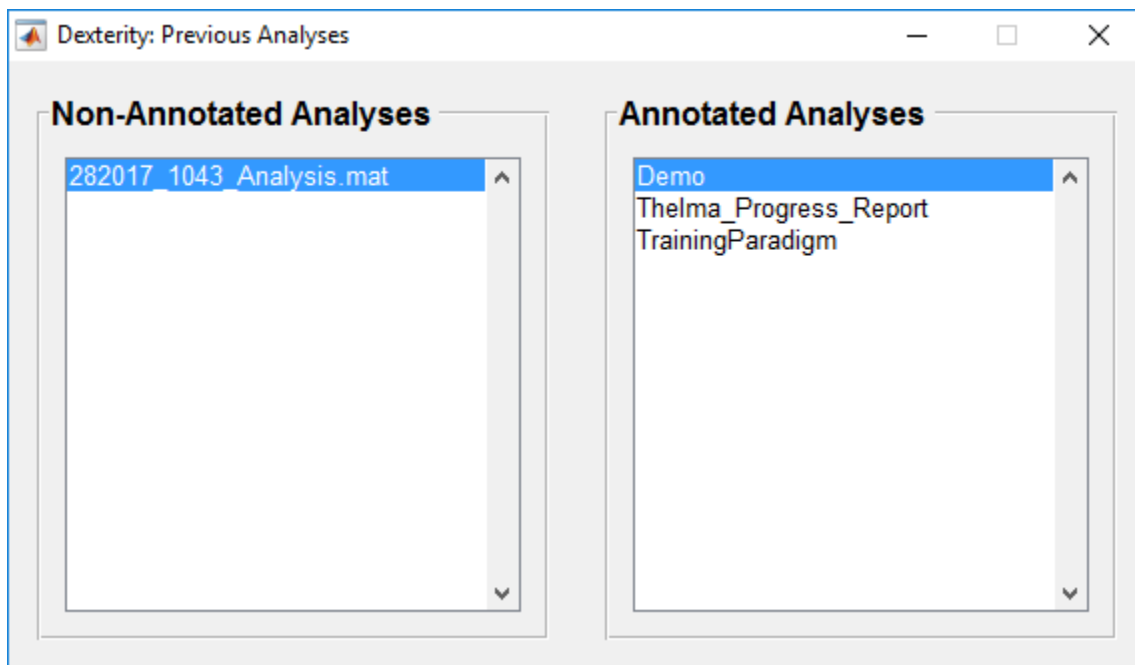 Dexterity: Previous Analyses
Non-Annotated Analyses
282017_1043_Analysis.mat
Annotated Analyses
Demo
Thelma_Progress_Report
TrainingParadigm